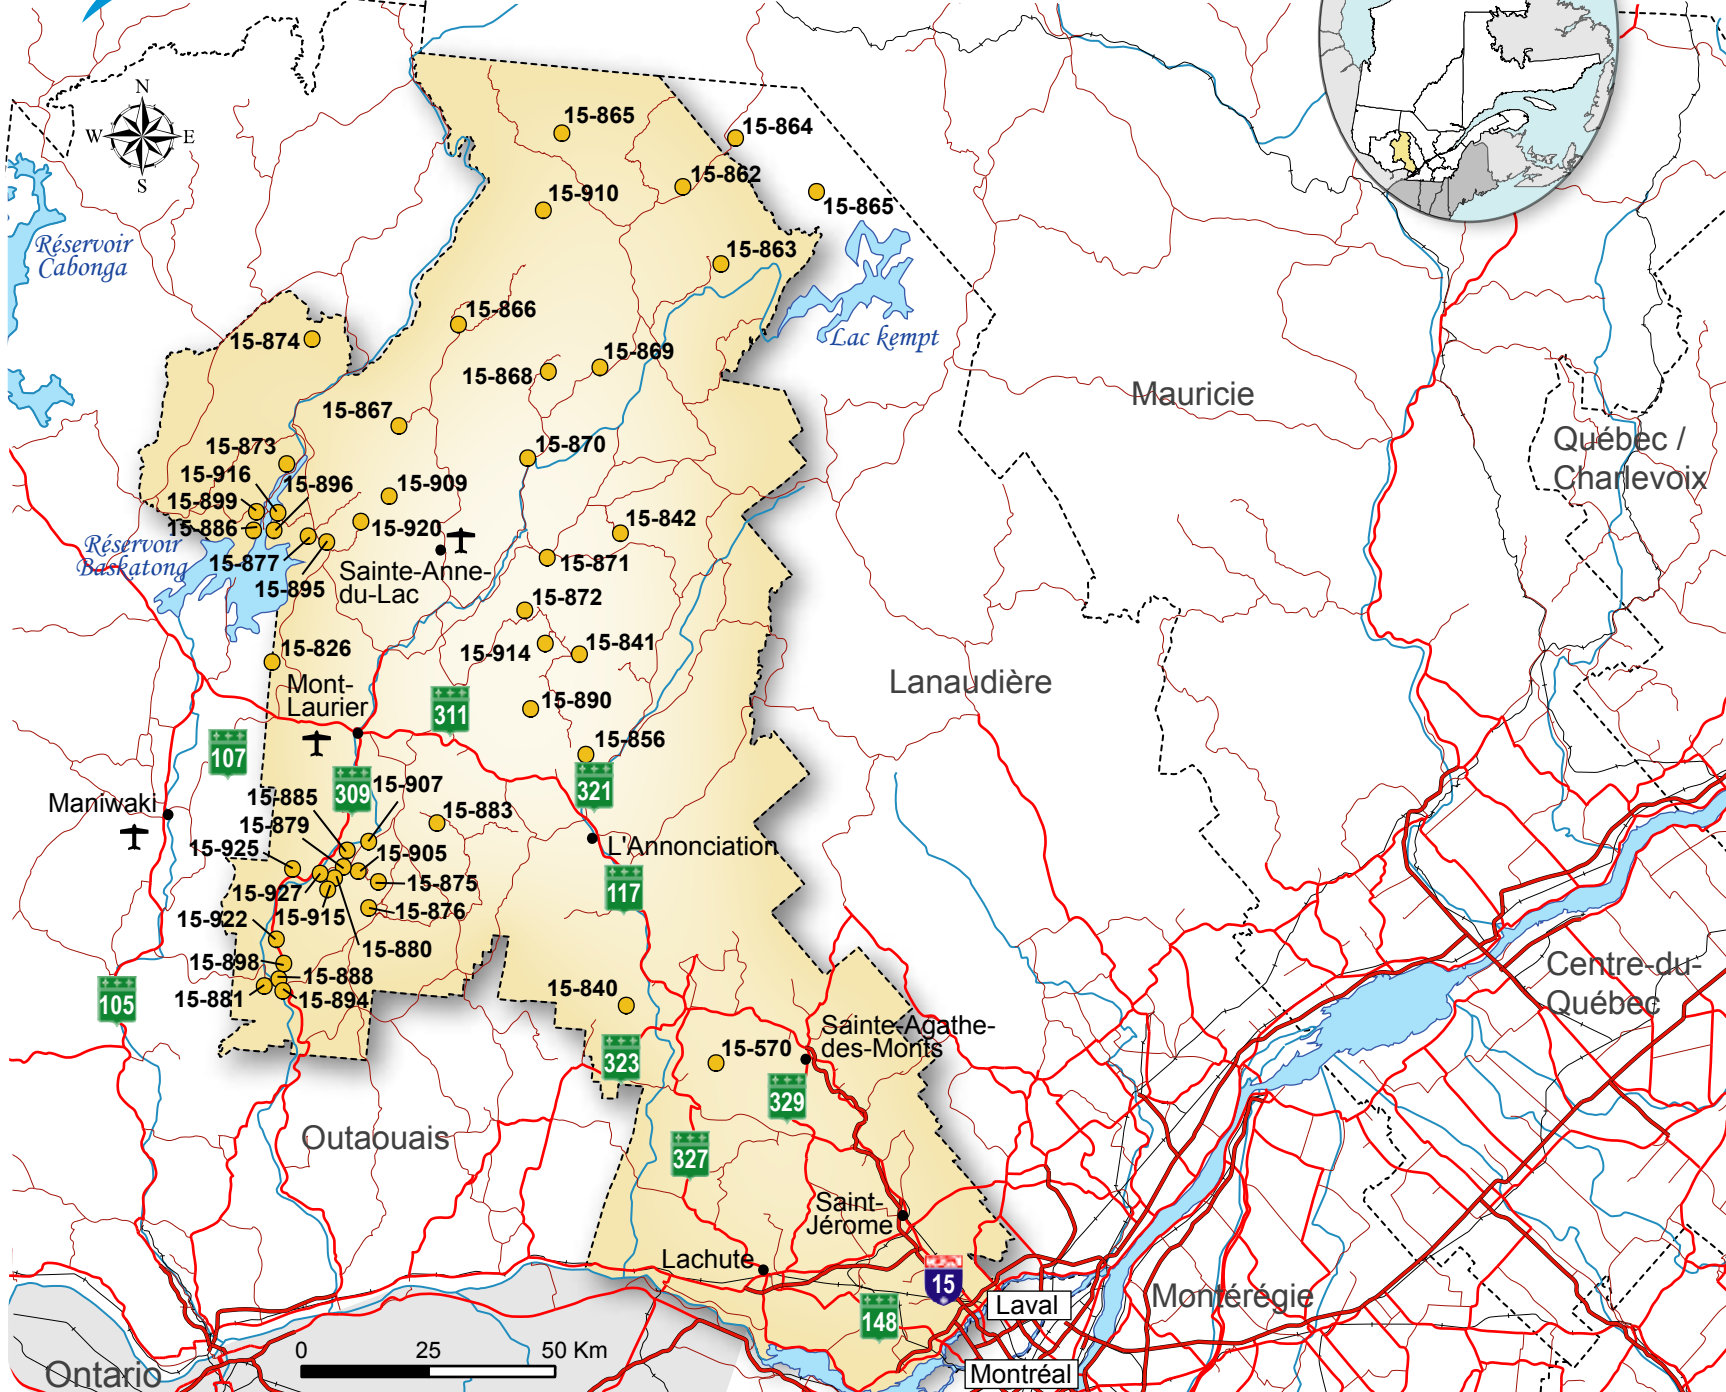 15-865
15-864
N
W E
S
15-862
15-910
15-865
Réservoir
Cabonga
15-863
15-866
15-874
Lac kempt
15-869
15-868
Mauricie
15-867
Québec /
Charlevoix
15-873
15-870
15-916
15-896
15-909
15-899
15-886
15-920
15-842
Réservoir
Baskatong
15-877
15-871
15-895
Sainte-Anne-
du-Lac
15-872
15-914
15-841
15-826
Mont-
Laurier
Lanaudière
311
15-890
107
15-856
309
321
15-907
15-885
Maniwaki
15-883
15-879
15-925
15-905
L'Annonciation
15-927
15-875
117
15-922
15-915
15-876
15-880
15-898
15-888
15-881
15-894
105
15-840
Centre-du-
Québec
Sainte-Agathe-
des-Monts
323
15-570
329
Outaouais
327
Saint-
Jérome
Lachute
15
Laval
148
Montérégie
0 25 50 Km
Ontario
Montréal